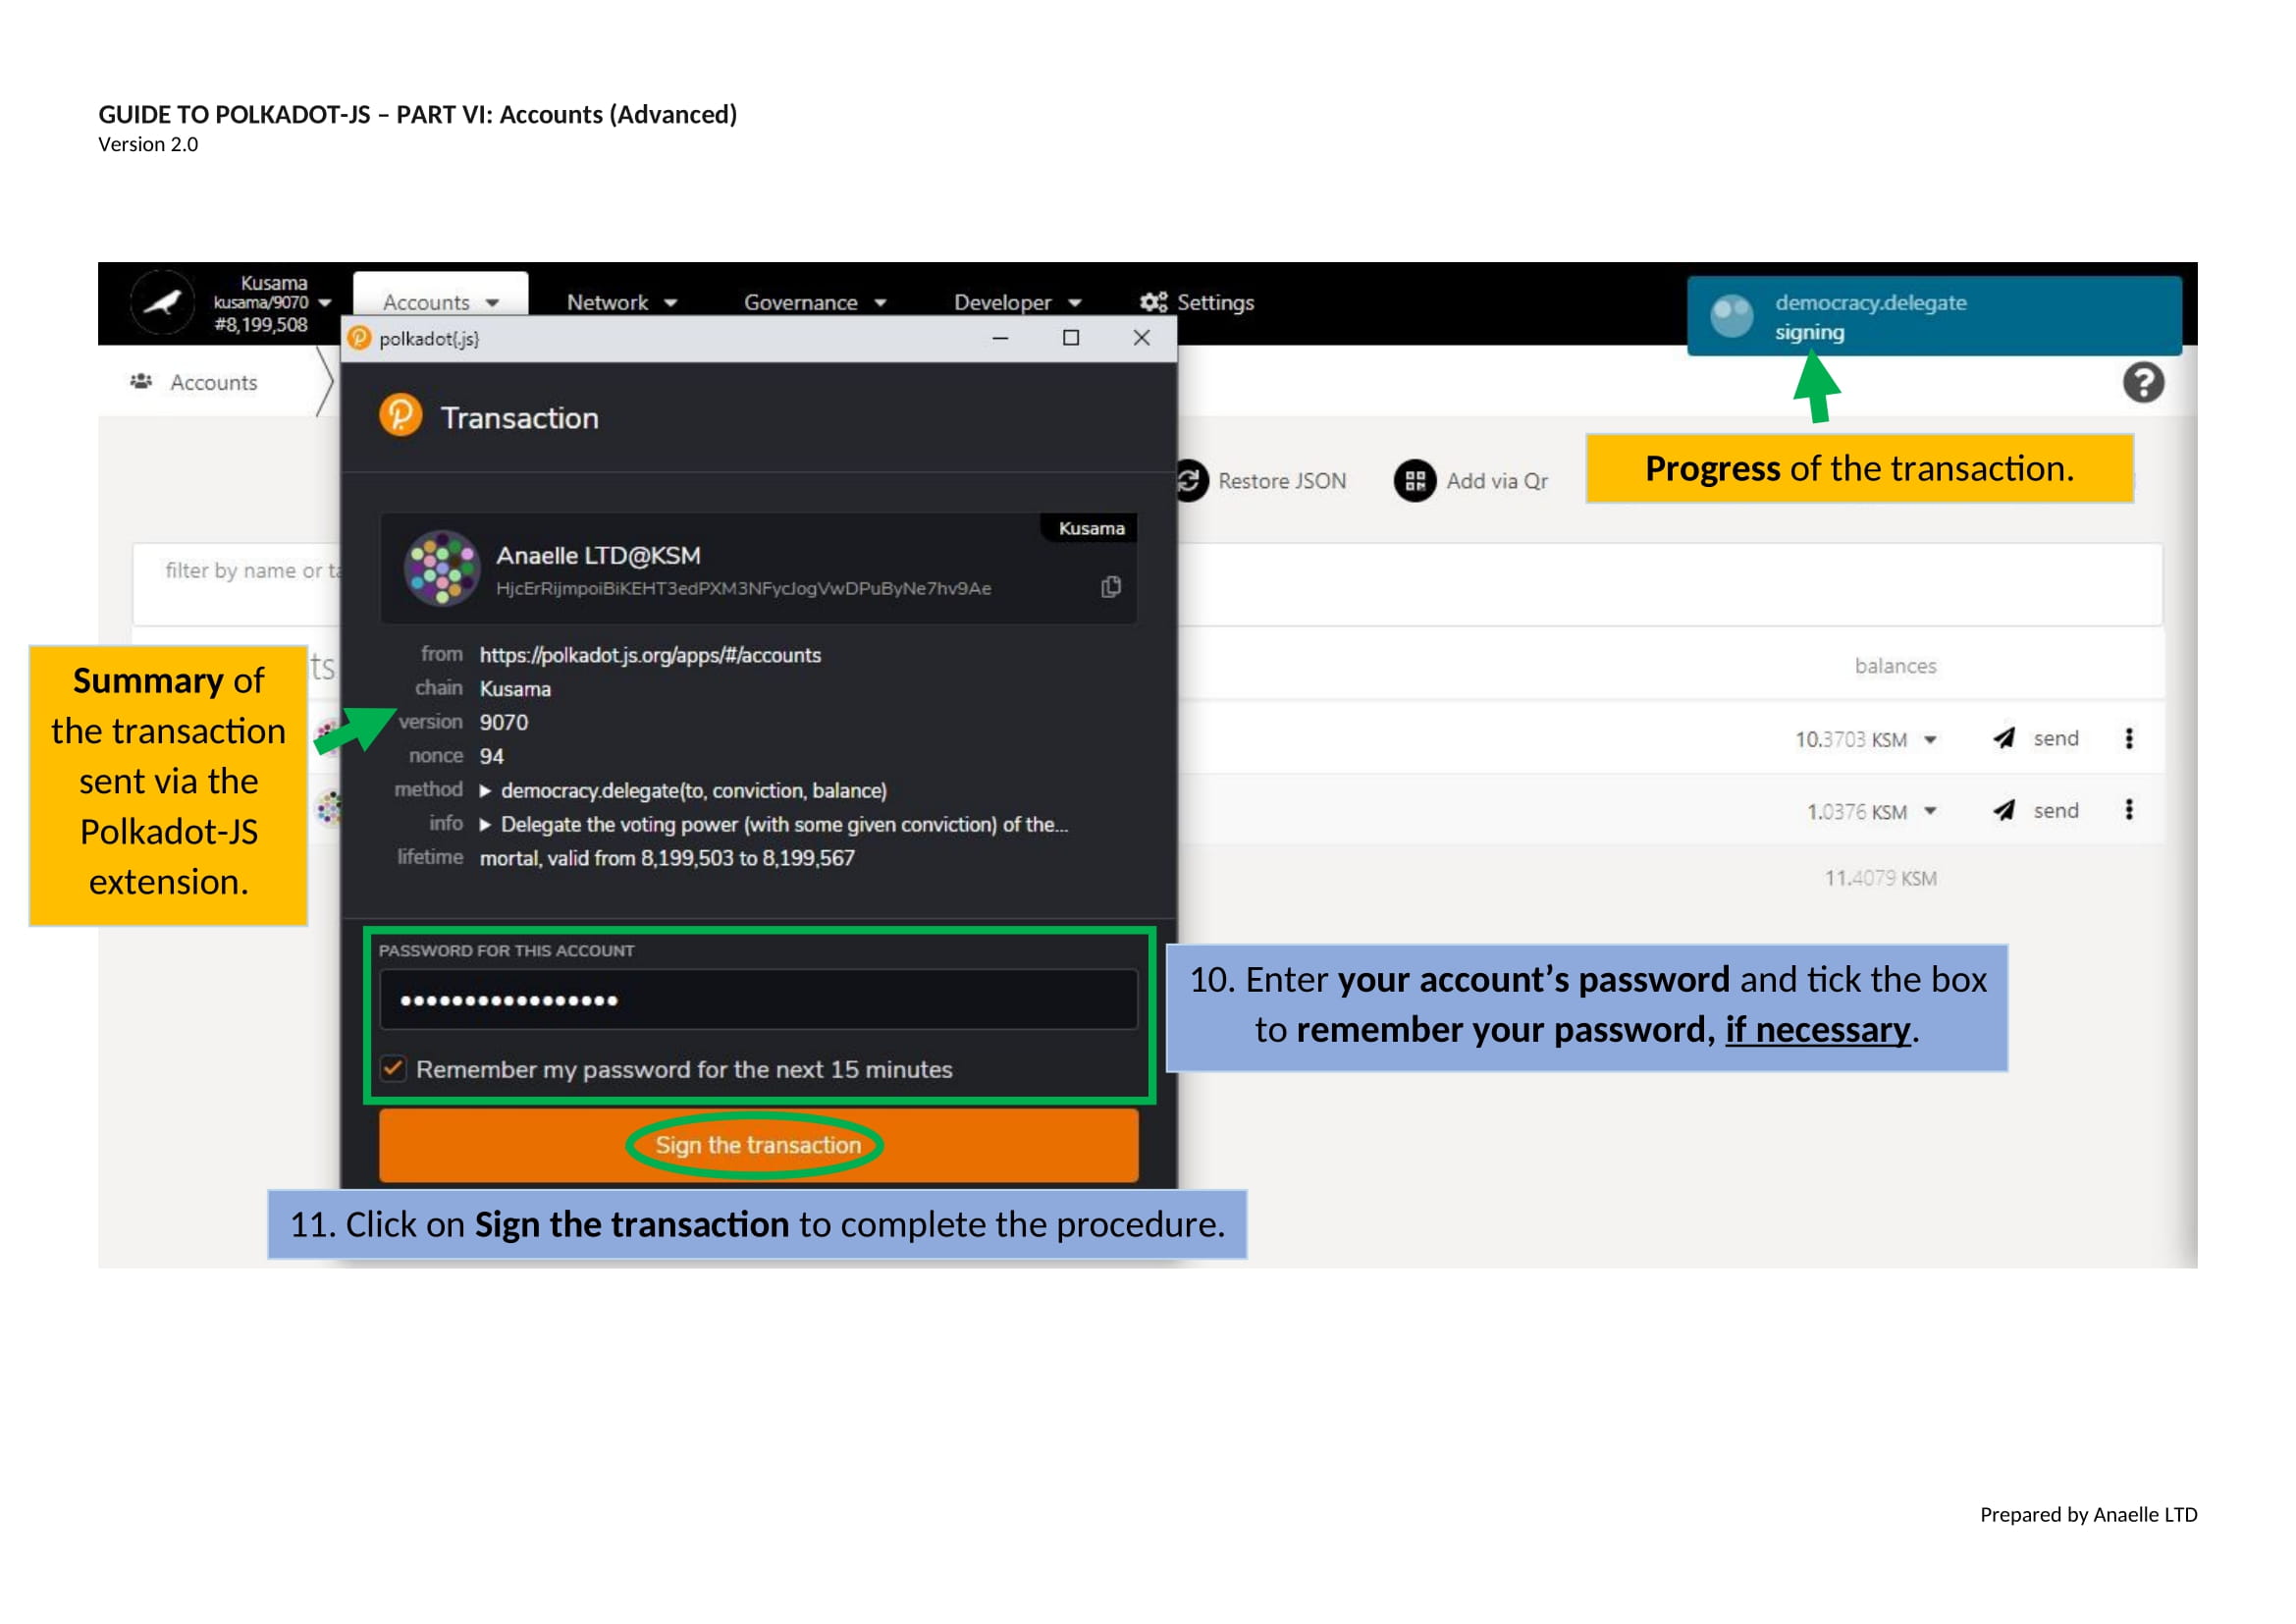 GUIDE TO POLKADOT-JS – PART VI: Accounts (Advanced)
Version 2.0
Kusama
kusama/9070
#8,199,508
Accounts
Network
Governance
Developer
Settings
democracy.delegate
signing
polkadot{.js}
Accounts
Transaction
Restore JSON
Add via Qr
Progress of the transaction.
Kusama
Anaelle LTD@KSM
HjcErRijmpoiBiKEHT3edPXM3NFycJogVwDPuByNe7hv9Ae
filter by name or ta
Summary of
the transaction
sent via the
Polkadot-JS
extension.
ts
from https://polkadot.js.org/apps/#/accounts
chain Kusama
version 9070
nonce 94
method democracy.delegate(to, conviction, balance)
info Delegate the voting power (with some given conviction) of the...
lifetime mortal, valid from 8,199,503 to 8,199,567
balances
10.3703 KSM send
1.0376 KSM send
11.4079 KSM
PASSWORD FOR THIS ACCOUNT
Remember my password for the next 15 minutes
10. Enter your account’s password and tick the box
to remember your password, if necessary.
Sign the transaction
11. Click on Sign the transaction to complete the procedure.
Prepared by Anaelle LTD